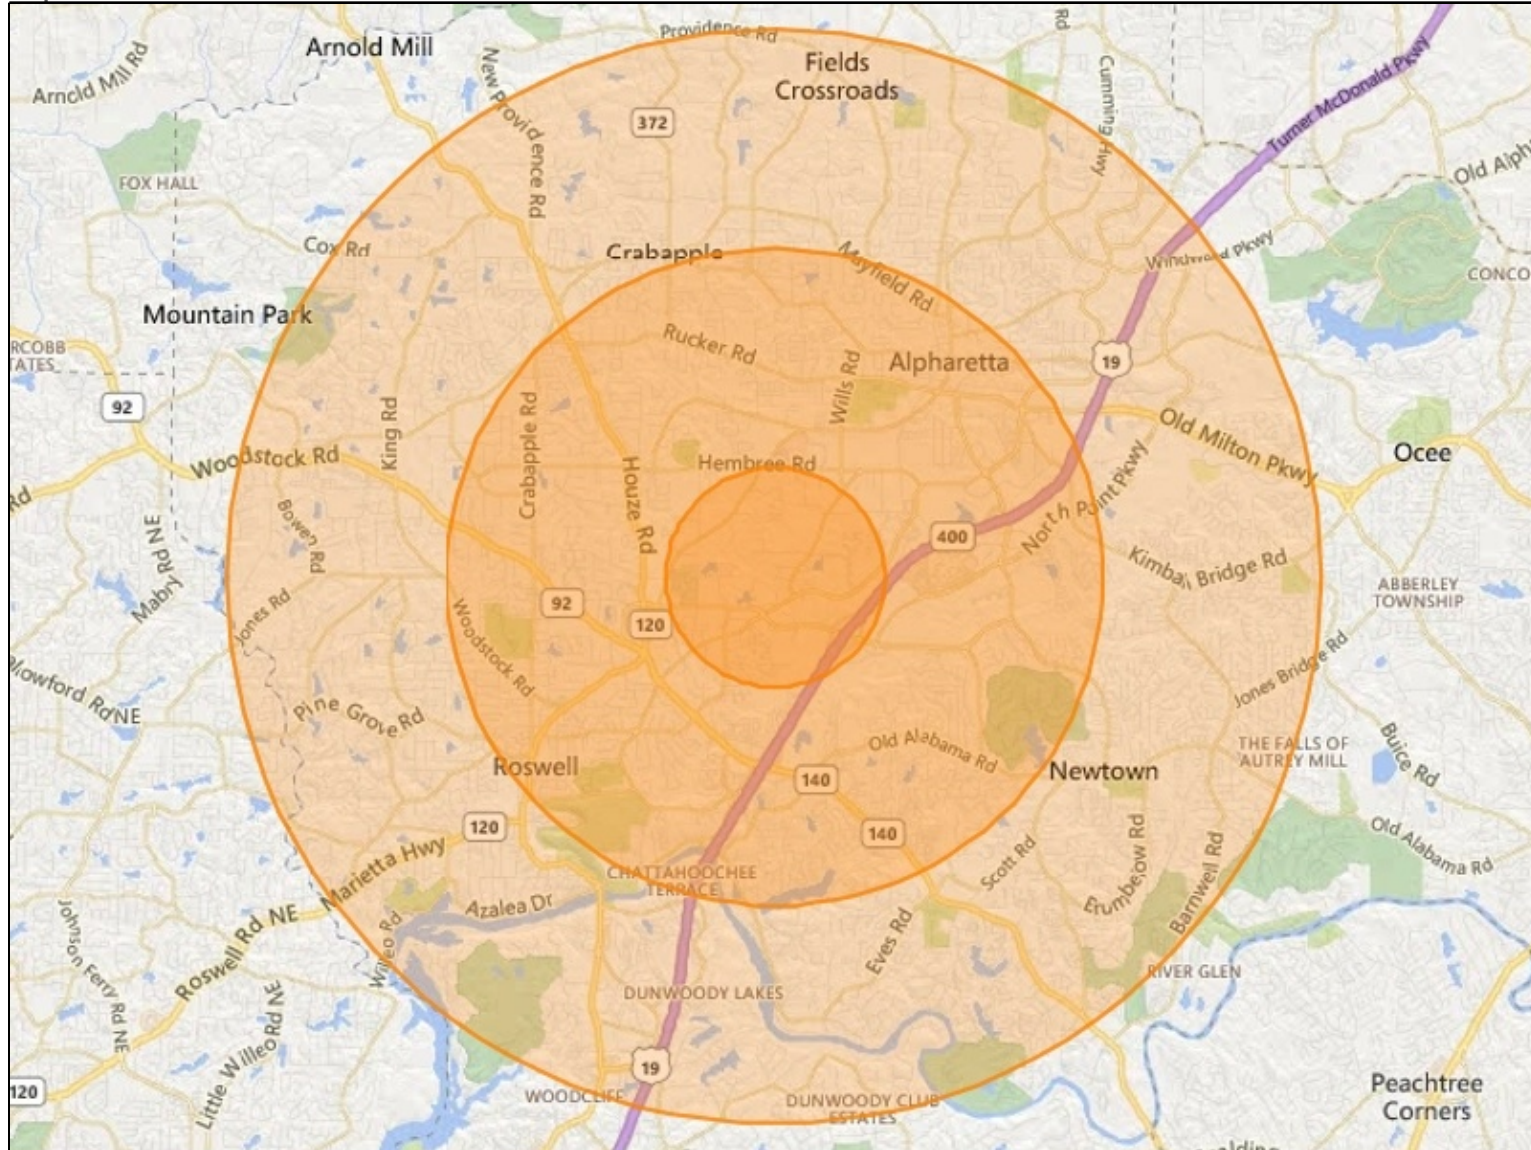 Arnold Mill
Providence Rd
Rd
Fields
Crossroads
Turner McDonald Pkwy
Arnold Mill Rd
New Providence Rd
Cumming Hwy
372
FOX HALL
Cox Rd
Crabapple
Mayfield Rd
Windward Pkwy
CONCO
Mountain Park
Rucker Rd
Alpharetta
19
RCOBB
TATES
Wills Rd
92
King Rd
Crabapple Rd
Old Milton Pkwy
Woodstock Rd
Hembree Rd
Ocee
Rd
Houze Rd
North Point Pkwy
Bowen Rd
400
Mabry Rd NE
Kimball Bridge Rd
ABBERLEY
TOWNSHIP
92
120
Jones Rd
Woodstock Rd
Jones Bridge Rd
lowford Rd NE
Pine Grove Rd
Old Alabama Rd
THE FALLS OF
AUTREY MILL
Buice Rd
Roswell
Newtown
140
120
140
Old Alabama Rd
Marietta Hwy
Scott Rd
Brumbelow Rd
Barnwell Rd
CHATTAHOOCHEE
TERRACE
Azalea Dr
Willeo Rd
Eves Rd
Johnson Ferry Rd NE
Roswell Rd NE
RIVER GLEN
DUNWOODY LAKES
Little Willeo Rd NE
19
120
WOODCLIFF
DUNWOODY CLUB
ESTATES
Peachtree
Corners